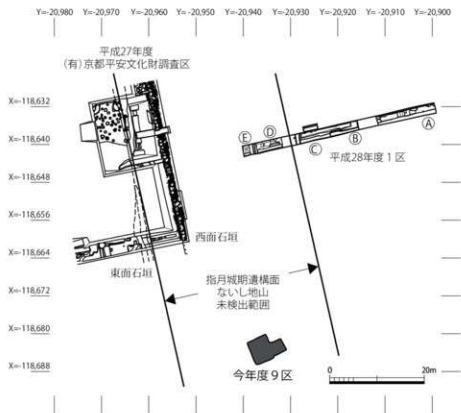 Y=-20,980 Y=-20,970 Y=-20,960 Y=-20,950 Y=-20,940 Y=-20,930 Y=-20,920 Y=-20,910 Y=-20,900
平成27年度
(有)京都平安文化財調査区
X=-118,632
X=-118,640
X=-118,648
X=-118,656
X=-118,664
X=-118,672
X=-118,680
X=-118,688
Ⓔ Ⓓ Ⓒ Ⓑ Ⓐ
平成28年度1区
西面石垣
東面石垣
指月城期遺構面
ないし地山
未検出範囲
今年度9区
0 20m